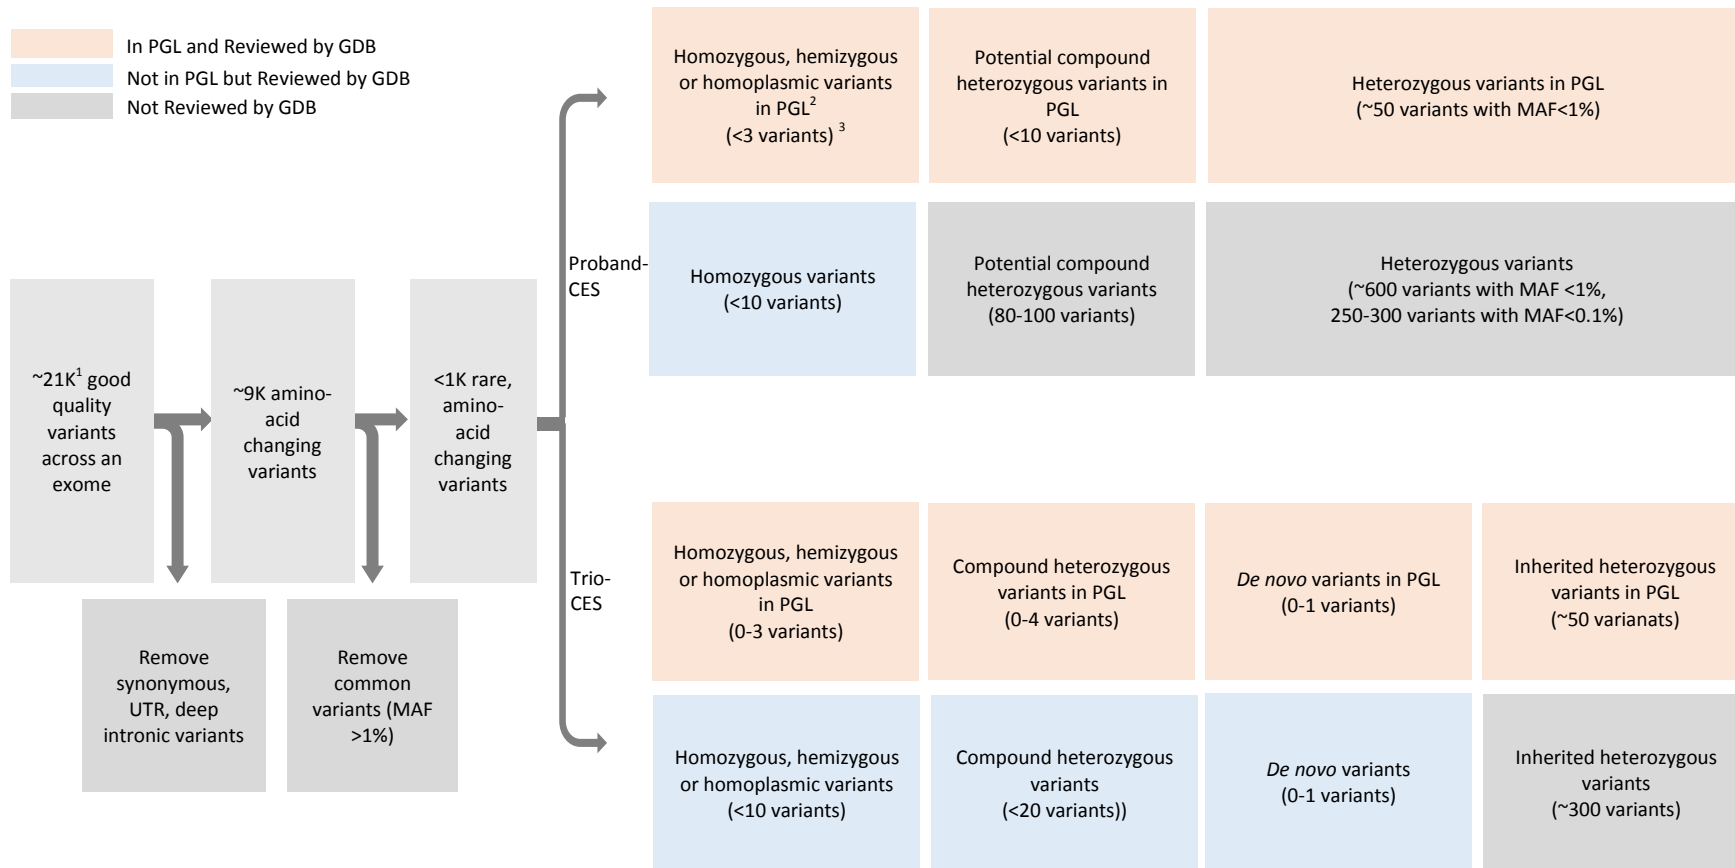 In PGL and Reviewed by GDB
Not in PGL but Reviewed by GDB
Not Reviewed by GDB
~21K1 good
quality
variants
across an
exome
~9K amino-
acid
changing
variants
<1K rare,
amino-
acid
changing
variants
Remove
synonymous,
UTR, deep
intronic variants
Remove
common
variants (MAF
>1%)
Proband-
CES
Homozygous, hemizygous
or homoplasmic variants
in PGL2
(<3 variants) 3
Potential compound
heterozygous variants in
PGL
(<10 variants)
Heterozygous variants in PGL
(~50 variants with MAF<1%)
Homozygous variants
(<10 variants)
Potential compound
heterozygous variants
(80-100 variants)
Heterozygous variants
(~600 variants with MAF <1%,
250-300 variants with MAF<0.1%)
Trio-
CES
Homozygous, hemizygous
or homoplasmic variants
in PGL
(0-3 variants)
Compound heterozygous
variants in PGL
(0-4 variants)
De novo variants in PGL
(0-1 variants)
Inherited heterozygous
variants in PGL
(~50 varianats)
Homozygous, hemizygous
or homoplasmic variants
(<10 variants)
Compound heterozygous
variants
(<20 variants))
De novo variants
(0-1 variants)
Inherited heterozygous
variants
(~300 variants)